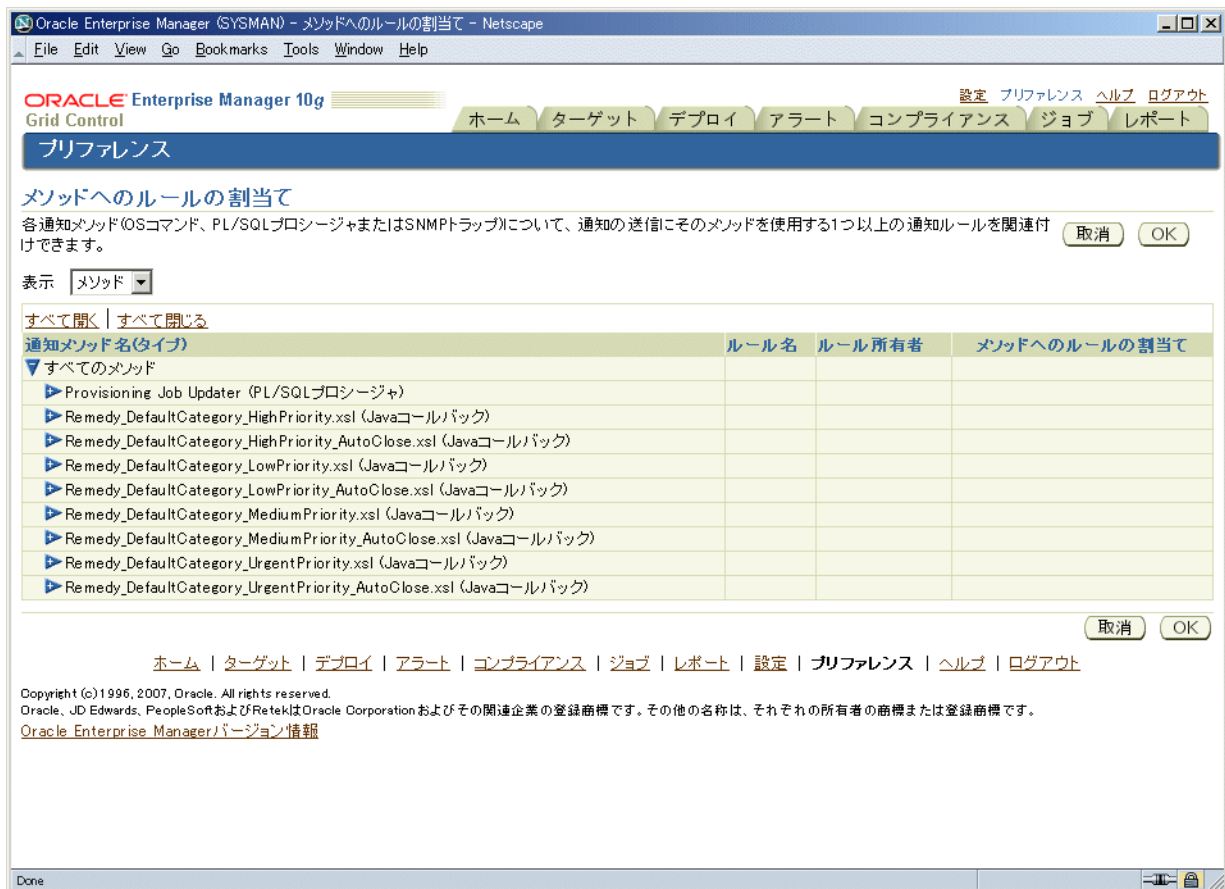 Oracle Enterprise Manager (SYSMAN) - メソッドへのルールの割当て - Netscape
File Edit View Go Bookmarks Tools Window Help
設定 プリファレンス ヘルプ ログアウト
ORACLE Enterprise Manager 10g
Grid Control
ホーム ターゲット デプロイ アラート コンプライアンス ジョブ レポート
プリファレンス
メソッドへのルールの割当て
各通知メソッド(OSコマンド、PL/SQLプロシージャまたはSNMPトラップ)について、通知の送信にそのメソッドを使用する1つ以上の通知ルールを関連付
けできます。
取消 OK
表示 メソッド
すべて開く | すべて閉じる
通知メソッド名(タイプ) ルール名 ルール所有者 メソッドへのルールの割当て
すべてのメソッド
Provisioning Job Updater (PL/SQLプロシージャ)
Remedy_DefaultCategory_HighPriority.xsl (Javaコールバック)
Remedy_DefaultCategory_HighPriority_AutoClose.xsl (Javaコールバック)
Remedy_DefaultCategory_LowPriority.xsl (Javaコールバック)
Remedy_DefaultCategory_LowPriority_AutoClose.xsl (Javaコールバック)
Remedy_DefaultCategory_MediumPriority.xsl (Javaコールバック)
Remedy_DefaultCategory_MediumPriority_AutoClose.xsl (Javaコールバック)
Remedy_DefaultCategory_UrgentPriority.xsl (Javaコールバック)
Remedy_DefaultCategory_UrgentPriority_AutoClose.xsl (Javaコールバック)
取消 OK
ホーム | ターゲット | デプロイ | アラート | コンプライアンス | ジョブ | レポート | 設定 | プリファレンス | ヘルプ | ログアウト
Copyright (c)1996, 2007, Oracle. All rights reserved.
Oracle、JD Edwards、PeopleSoftおよびRetekはOracle Corporationおよびその関連企業の登録商標です。その他の名称は、それぞれの所有者の商標または登録商標です。
Oracle Enterprise Managerバージョン情報
Done